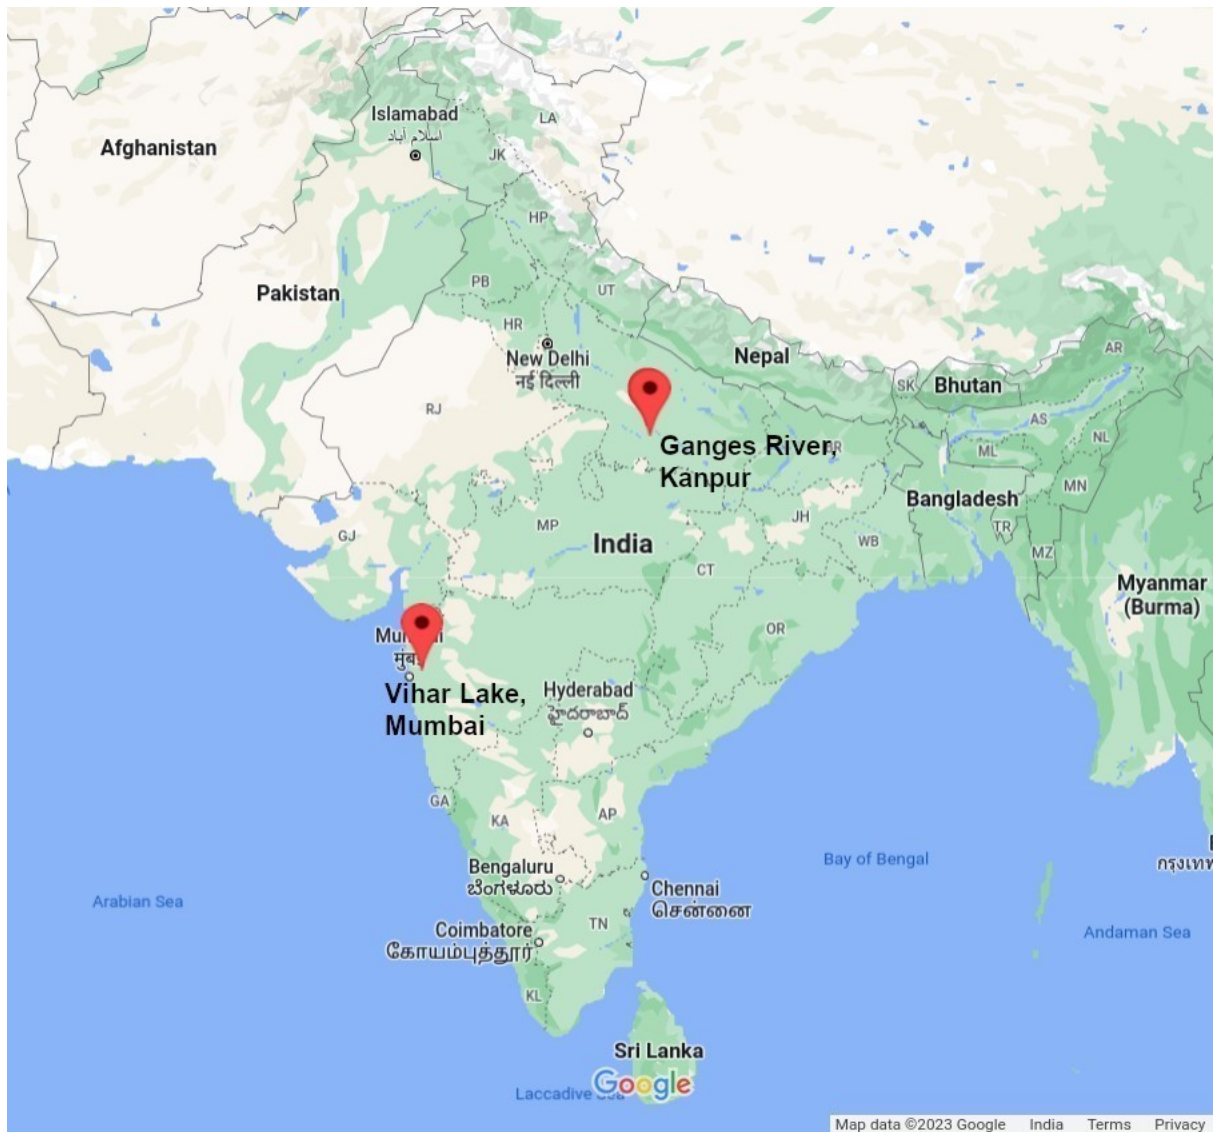 Islamabad
اسلام آباد
LA
Afghanistan
JK
HP
PB
UT
Pakistan
HR
New Delhi
नई दिल्ली
Nepal
AR
SK
Bhutan
RJ
AS
NL
Ganges River,
Kanpur
ML
MN
Bangladesh
MP
JH
TR
GJ
India
WB
MZ
CT
Myanmar
(Burma)
OR
Vihar Lake,
Mumbai
Hyderabad
హైదరాబాద్
GA
KA
AP
Bengaluru
ಬೆಂಗಳೂರು
Bay of Bengal
Chennai
சென்னை
Arabian Sea
TN
Coimbatore
கோயம்புத்தூர்
Andaman Sea
KL
Sri Lanka
Google
Laccadive
Map data ©2023 Google India Terms Privacy